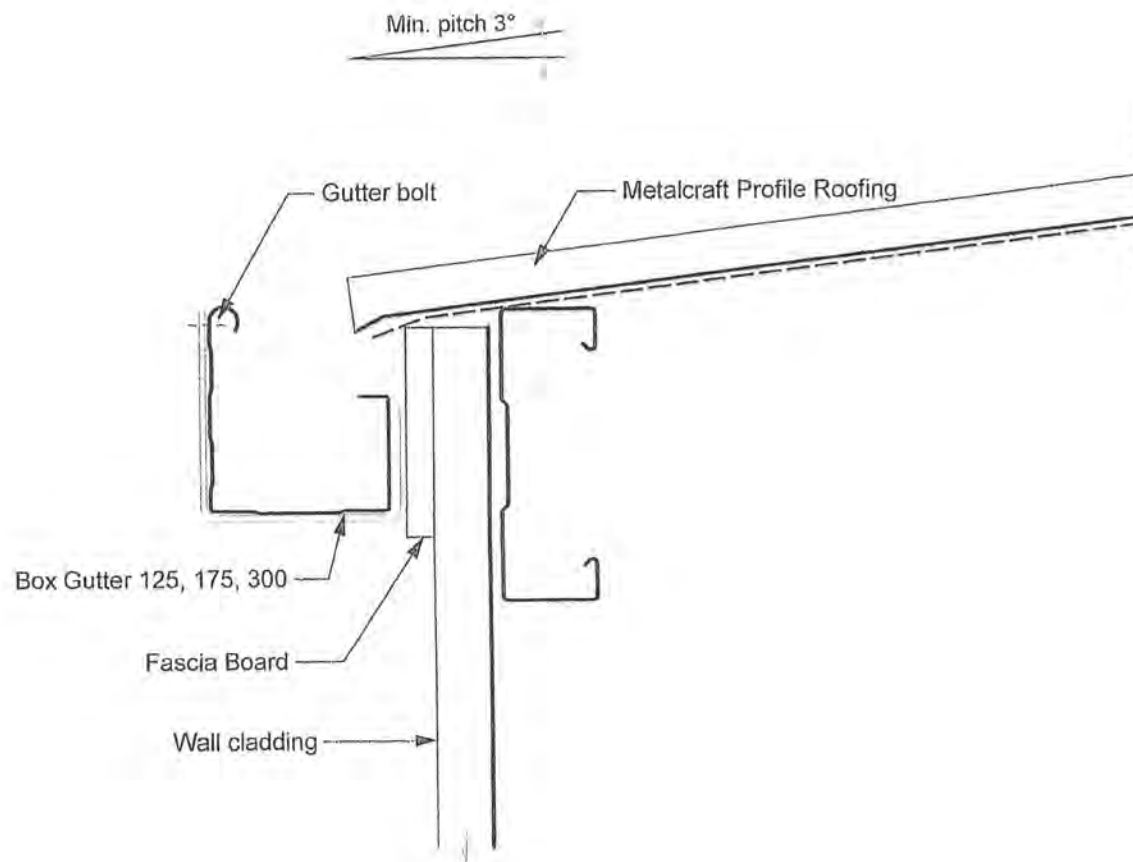 Min. pitch 3°
Gutter bolt
Metalcraft Profile Roofing
Box Gutter 125, 175, 300
Fascia Board
Wall cladding